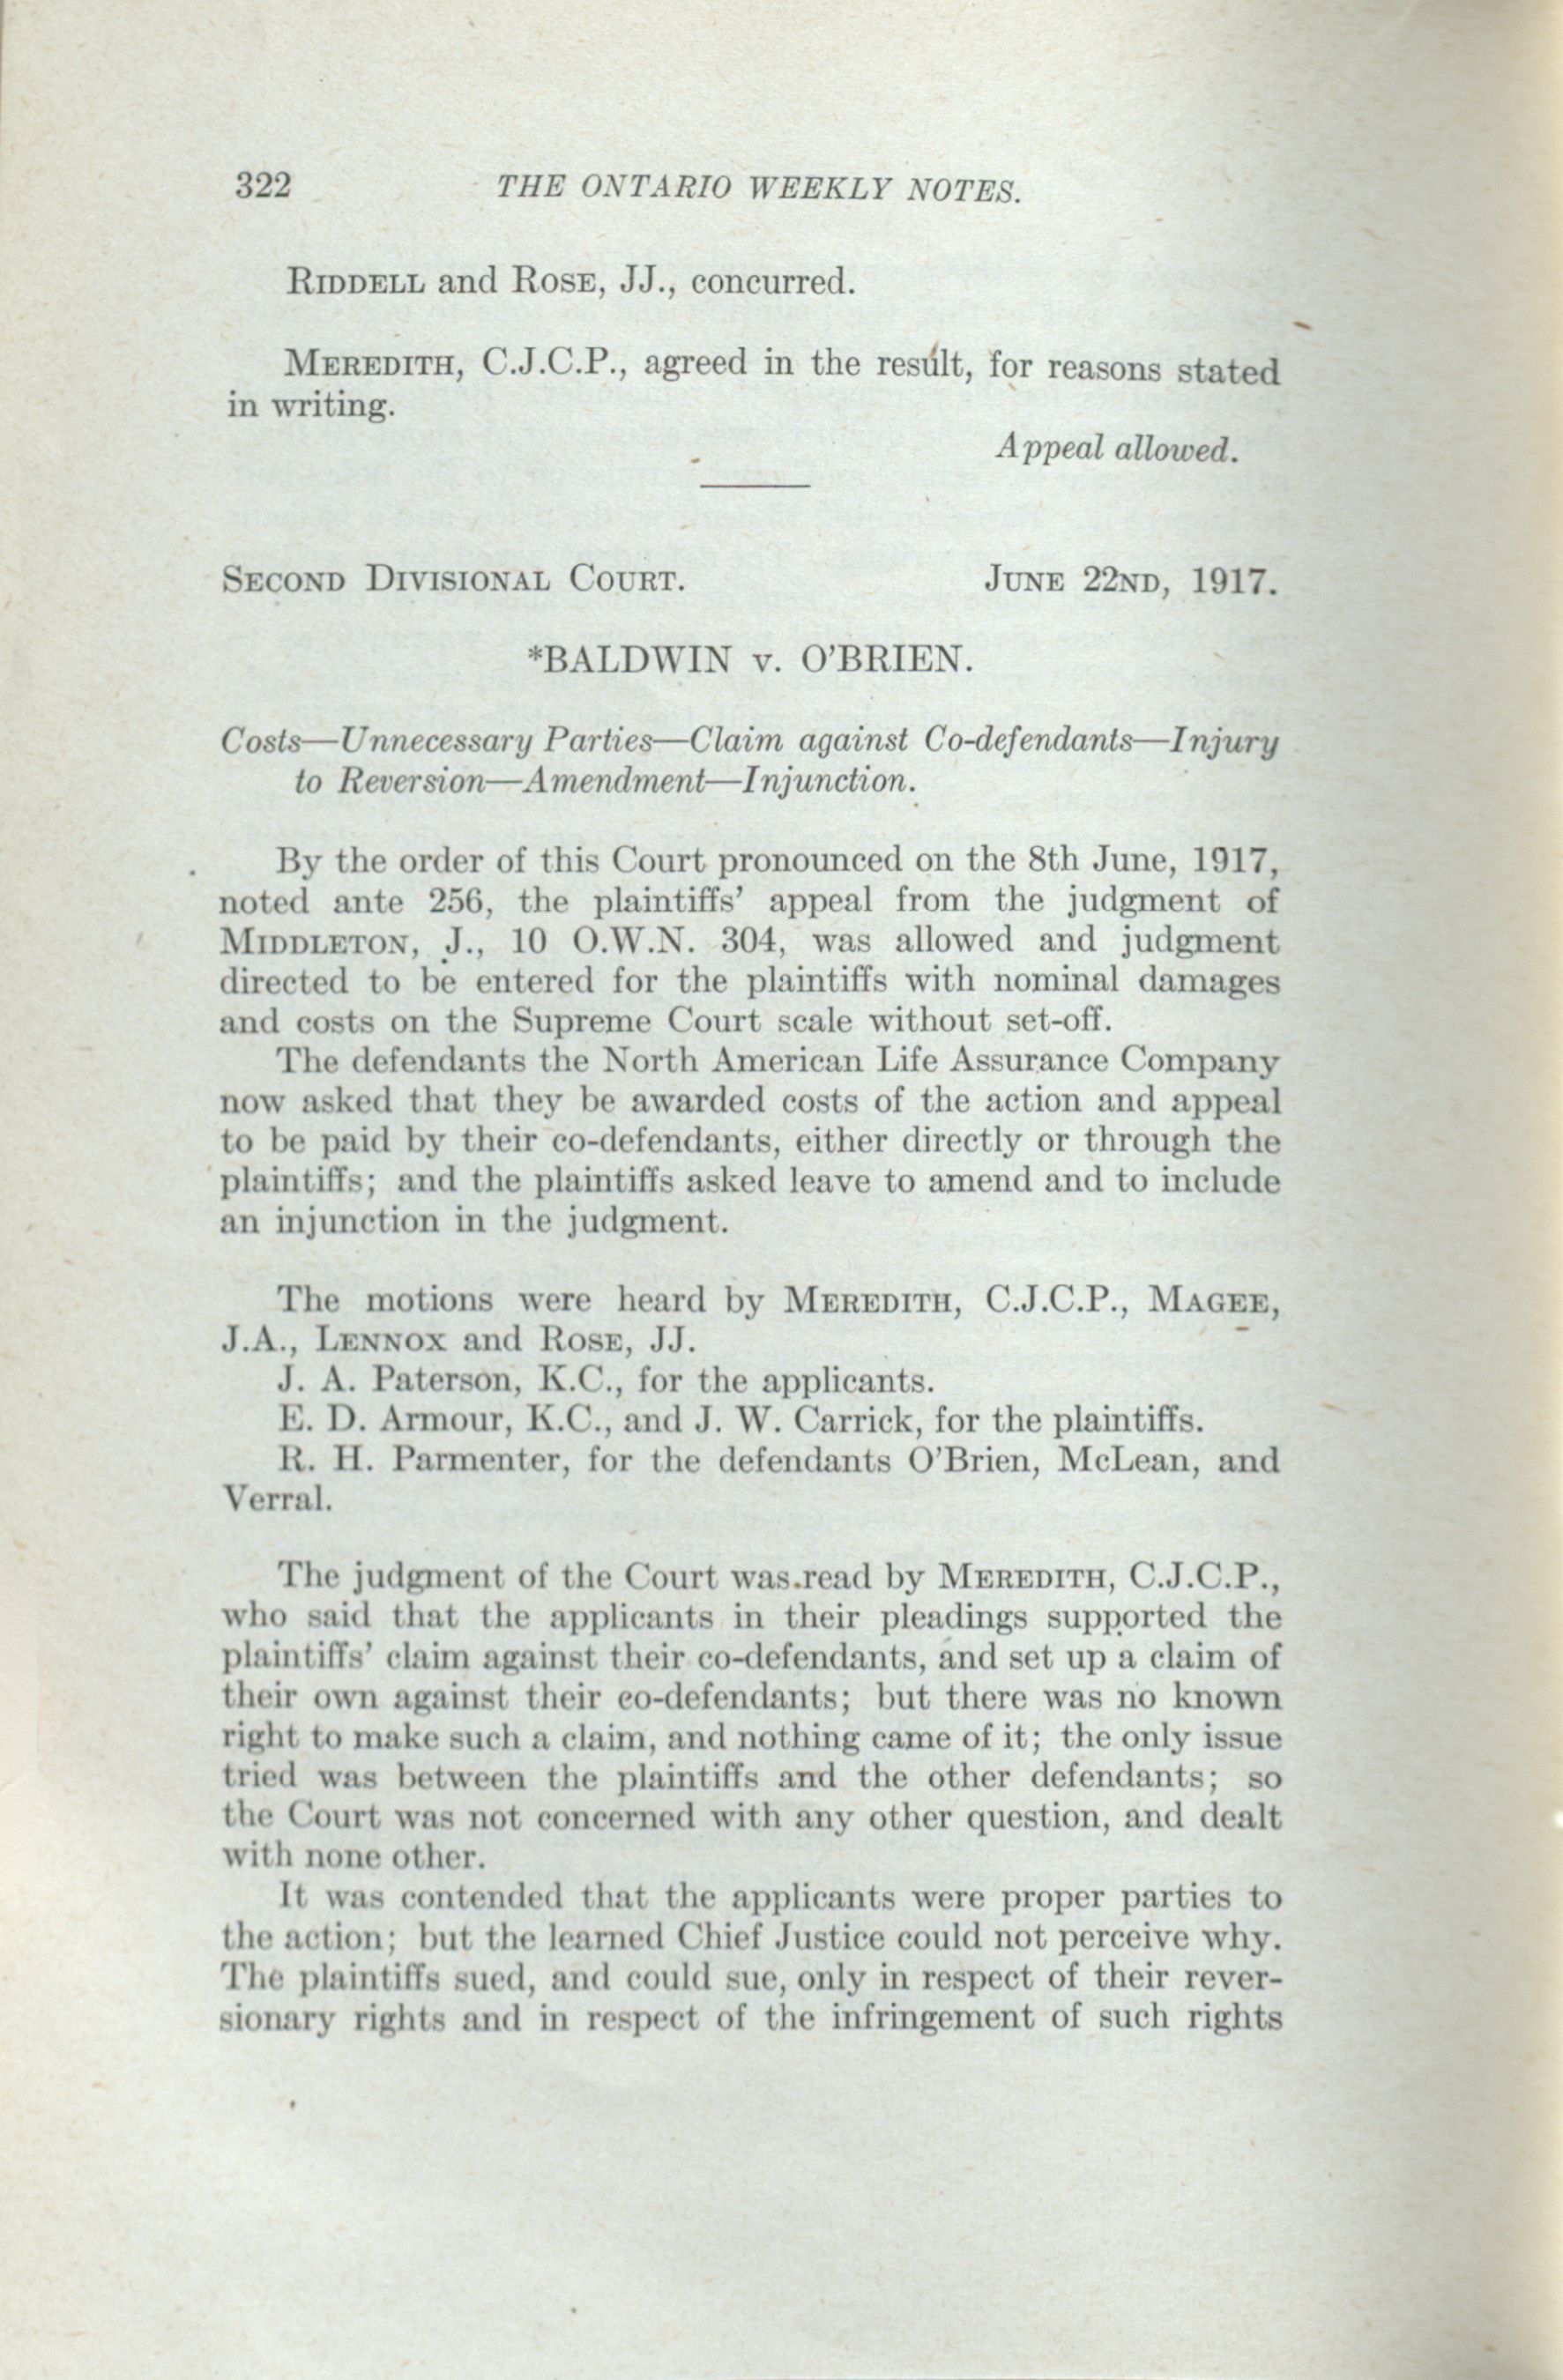 322 THE ONTARIO WEEKLY NOTES.
RIDDELL and ROSE, JJ., concurred.
MEREDITH, C.J.C.P., agreed in the result, for reasons stated
in writing.
Appeal allowed.
SECOND DIVISIONAL COURT. JUNE 22ND, 1917.
*BALDWIN v. O'BRIEN.
Costs—Unnecessary Parties—Claim against Co-defendants—Injury
to Reversion—Amendment—Injunction.
By the order of this Court pronounced on the 8th June, 1917,
noted ante 256, the plaintiffs' appeal from the judgment of
MIDDLETON, J., 10 O.W.N. 304, was allowed and judgment
directed to be entered for the plaintiffs with nominal damages
and costs on the Supreme Court scale without set-off.
The defendants the North American Life Assurance Company
now asked that they be awarded costs of the action and appeal
to be paid by their co-defendants, either directly or through the
plaintiffs; and the plaintiffs asked leave to amend and to include
an injunction in the judgment.
The motions were heard by MEREDITH, C.J.C.P., MAGEE,
J.A., LENNOX and ROSE, JJ.
J. A. Paterson, K.C., for the applicants.
E. D. Armour, K.C., and J. W. Carrick, for the plaintiffs.
R. H. Parmenter, for the defendants O'Brien, McLean, and
Verral.
The judgment of the Court was read by MEREDITH, C.J.C.P.,
who said that the applicants in their pleadings supported the
plaintiffs' claim against their co-defendants, and set up a claim of
their own against their co-defendants; but there was no known
right to make such a claim, and nothing came of it; the only issue
tried was between the plaintiffs and the other defendants; so
the Court was not concerned with any other question, and dealt
with none other.
It was contended that the applicants were proper parties to
the action; but the learned Chief Justice could not perceive why.
The plaintiffs sued, and could sue, only in respect of their rever-
sionary rights and in respect of the infringement of such rights